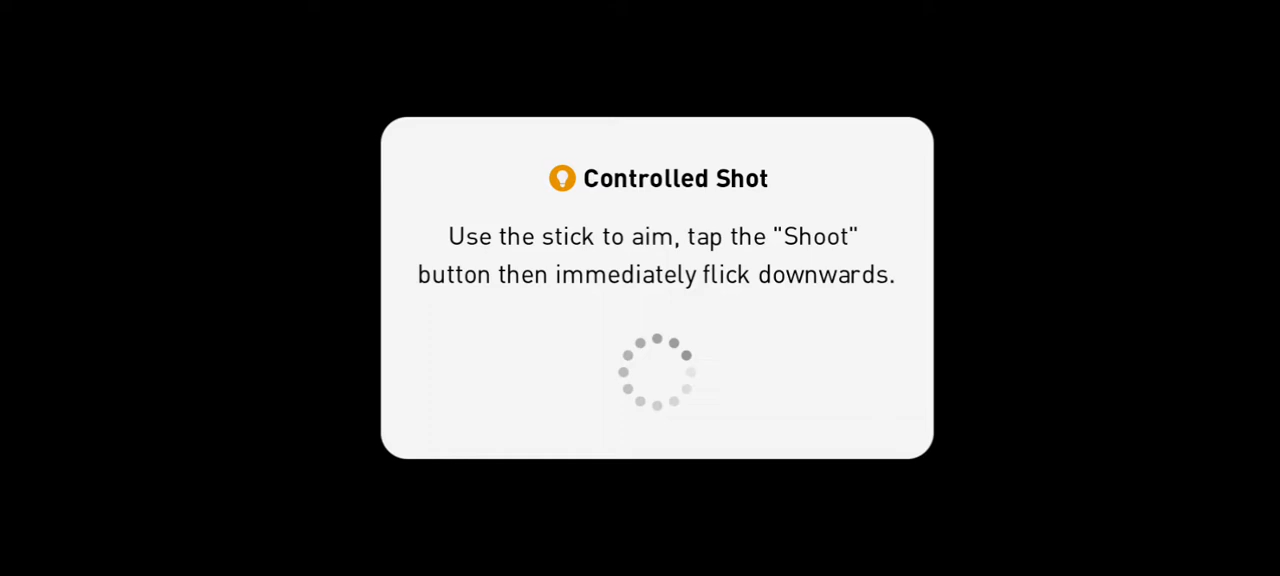 Controlled Shot
Use the stick to aim, tap the "Shoot"
button then immediately flick downwards.